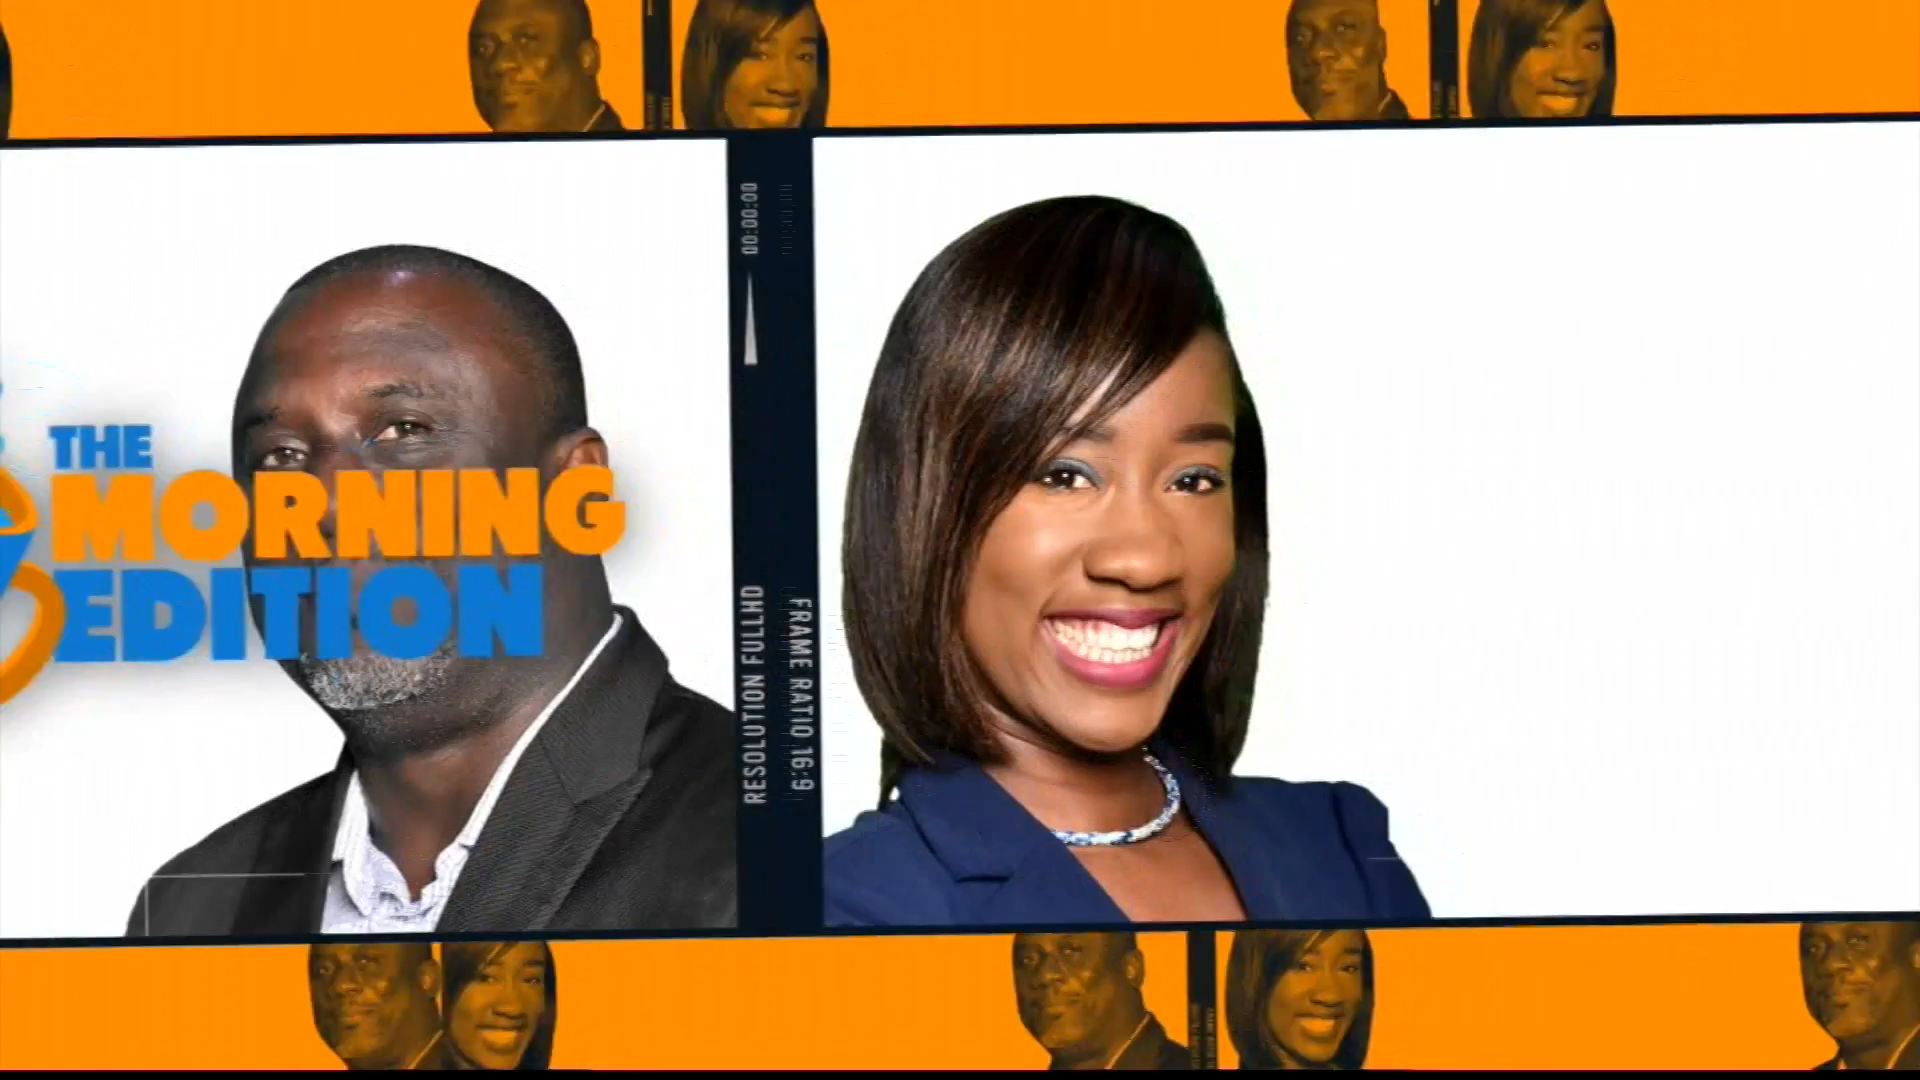 THE
MORNING
EDITION
00:00:00
RESOLUTION FULLHD
FRAME RATIO 16:9